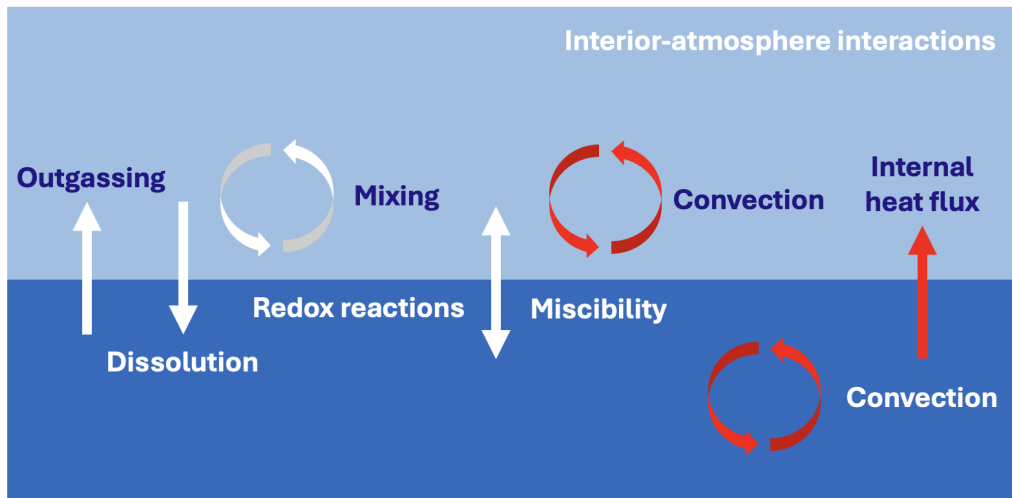 Interior-atmosphere interactions
Outgassing
Mixing
Convection
Internal
heat flux
Redox reactions
Miscibility
Dissolution
Convection